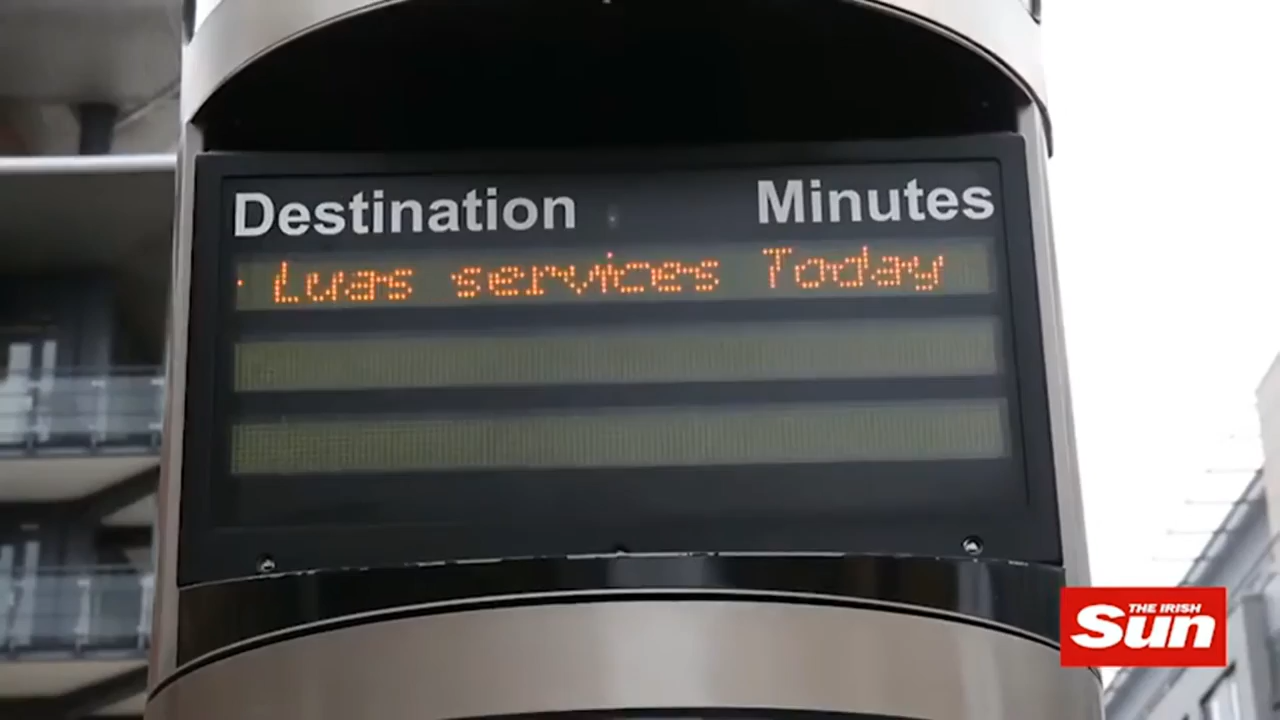 Destination Minutes
Luas services Today
THE IRISH
Sun